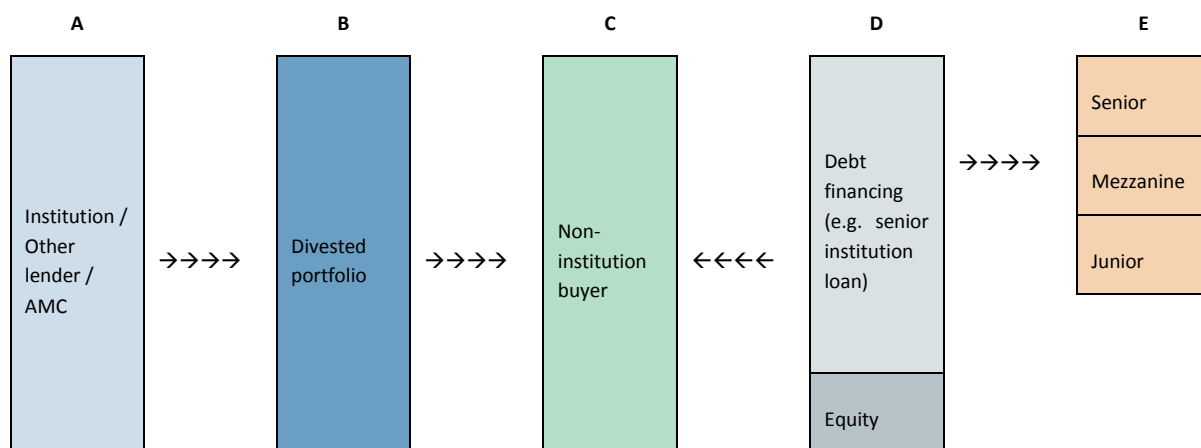 A B C D E
Institution /
Other
lender /
AMC
→→→→
Divested
portfolio
→→→→
Non-
institution
buyer
←←←←
Debt
financing
(e.g. senior
institution
loan)
Equity
→→→→
Senior
Mezzanine
Junior